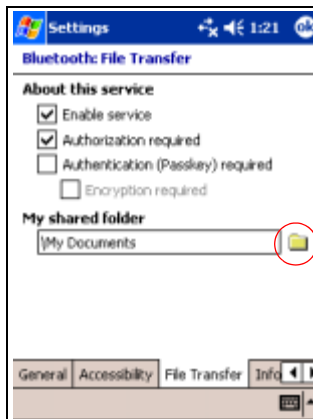 Settings 1:21 ok
Bluetooth: File Transfer
About this service
Enable service
Authorization required
Authentication (Passkey) required
Encryption required
My shared folder
\My Documents
General Accessibility File Transfer Info